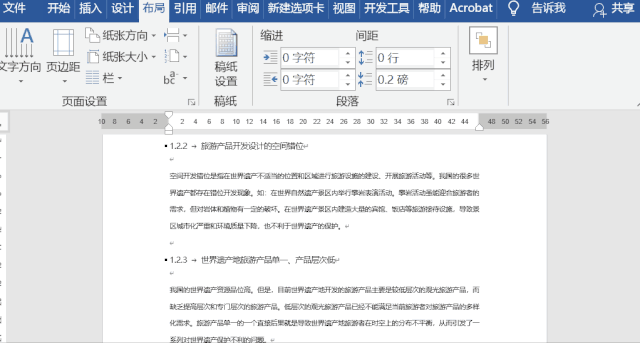 文件 开始 插入 设计 布局 引用 邮件 审阅 新建选项卡 视图 开发工具 帮助 Acrobat 告诉我 共享
文字方向 页边距 纸张方向 纸张大小 栏
稿纸设置
缩进 间距
0 字符 0 行
0 字符 0.2 磅
排列
页面设置 稿纸 段落
10 8 6 4 2 2 4 6 8 10 12 14 16 18 20 22 24 26 28 30 32 34 36 38 40 42 44 48 50 52 54 56
1.2.2 → 旅游产品开发设计的空间错位
空间开发错位是指在世界遗产不适当的位置和区域进行旅游设施的建设、开展旅游活动等。我国的很多世
界遗产都存在错位开发现象。如：在世界自然遗产景区内举行攀岩表演活动。攀岩活动虽能迎合旅游者的
需求，但对岩体和植物有一定的破坏。在世界遗产景区内建造大量的宾馆、饭店等旅游接待设施，导致景
区城市化严重和环境质量下降，也不利于世界遗产的保护。
1.2.3 → 世界遗产地旅游产品单一、产品层次低
我国的世界遗产资源品位高。但是，目前世界遗产地开发的旅游产品主要是较低层次的观光旅游产品，而
缺乏提高层次和专门层次的旅游产品。低层次的观光旅游产品已经不能满足当前旅游者对旅游产品的多样
化需求。旅游产品单一的一个直接后果就是导致世界遗产地旅游者在时空上的分布不平衡，从而引发了一
系列对世界遗产保护不利的问题。